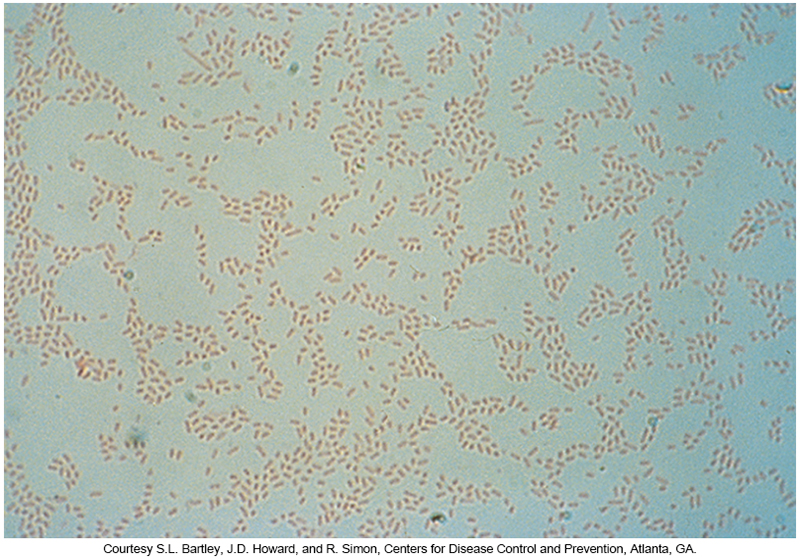 Courtesy S.L. Bartley, J.D. Howard, and R. Simon, Centers for Disease Control and Prevention, Atlanta, GA.